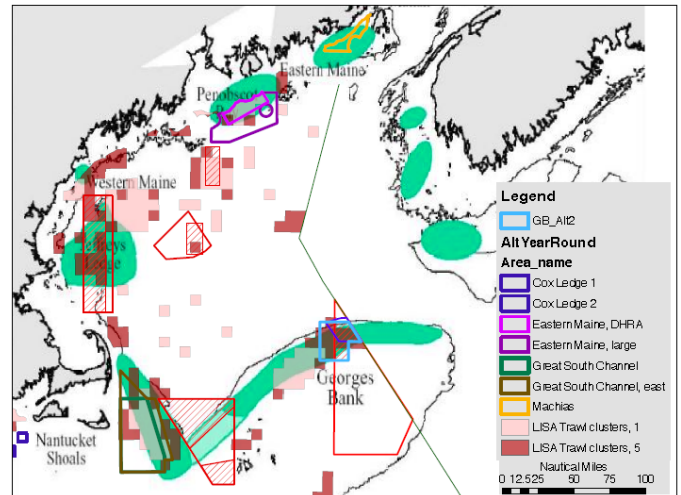 Eastern Maine
Penobscot
Western Maine
Jeffreys
Ledge
Georges
Bank
Nantucket
Shoals
Legend
GB_Alt2
AltYearRound
Area_name
Cox Ledge 1
Cox Ledge 2
Eastern Maine, DHRA
Eastern Maine, large
Great South Channel
Great South Channel, east
Machias
LISA Trawl clusters, 1
LISA Trawl clusters, 5
Nautical Miles
0 12.525 50 75 100